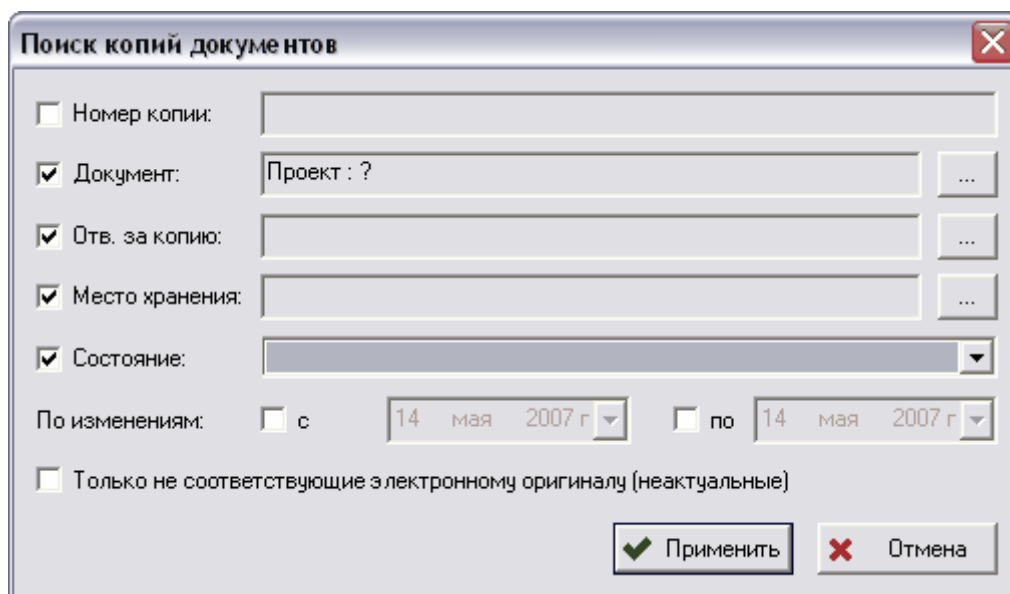 Поиск копий документов
Номер копии:
Документ: Проект : ? ...
Отв. за копию: ...
Место хранения: ...
Состояние:
По изменениям: с 14 мая 2007 г по 14 мая 2007 г
Только не соответствующие электронному оригиналу (неактуальные)
Применить Отмена